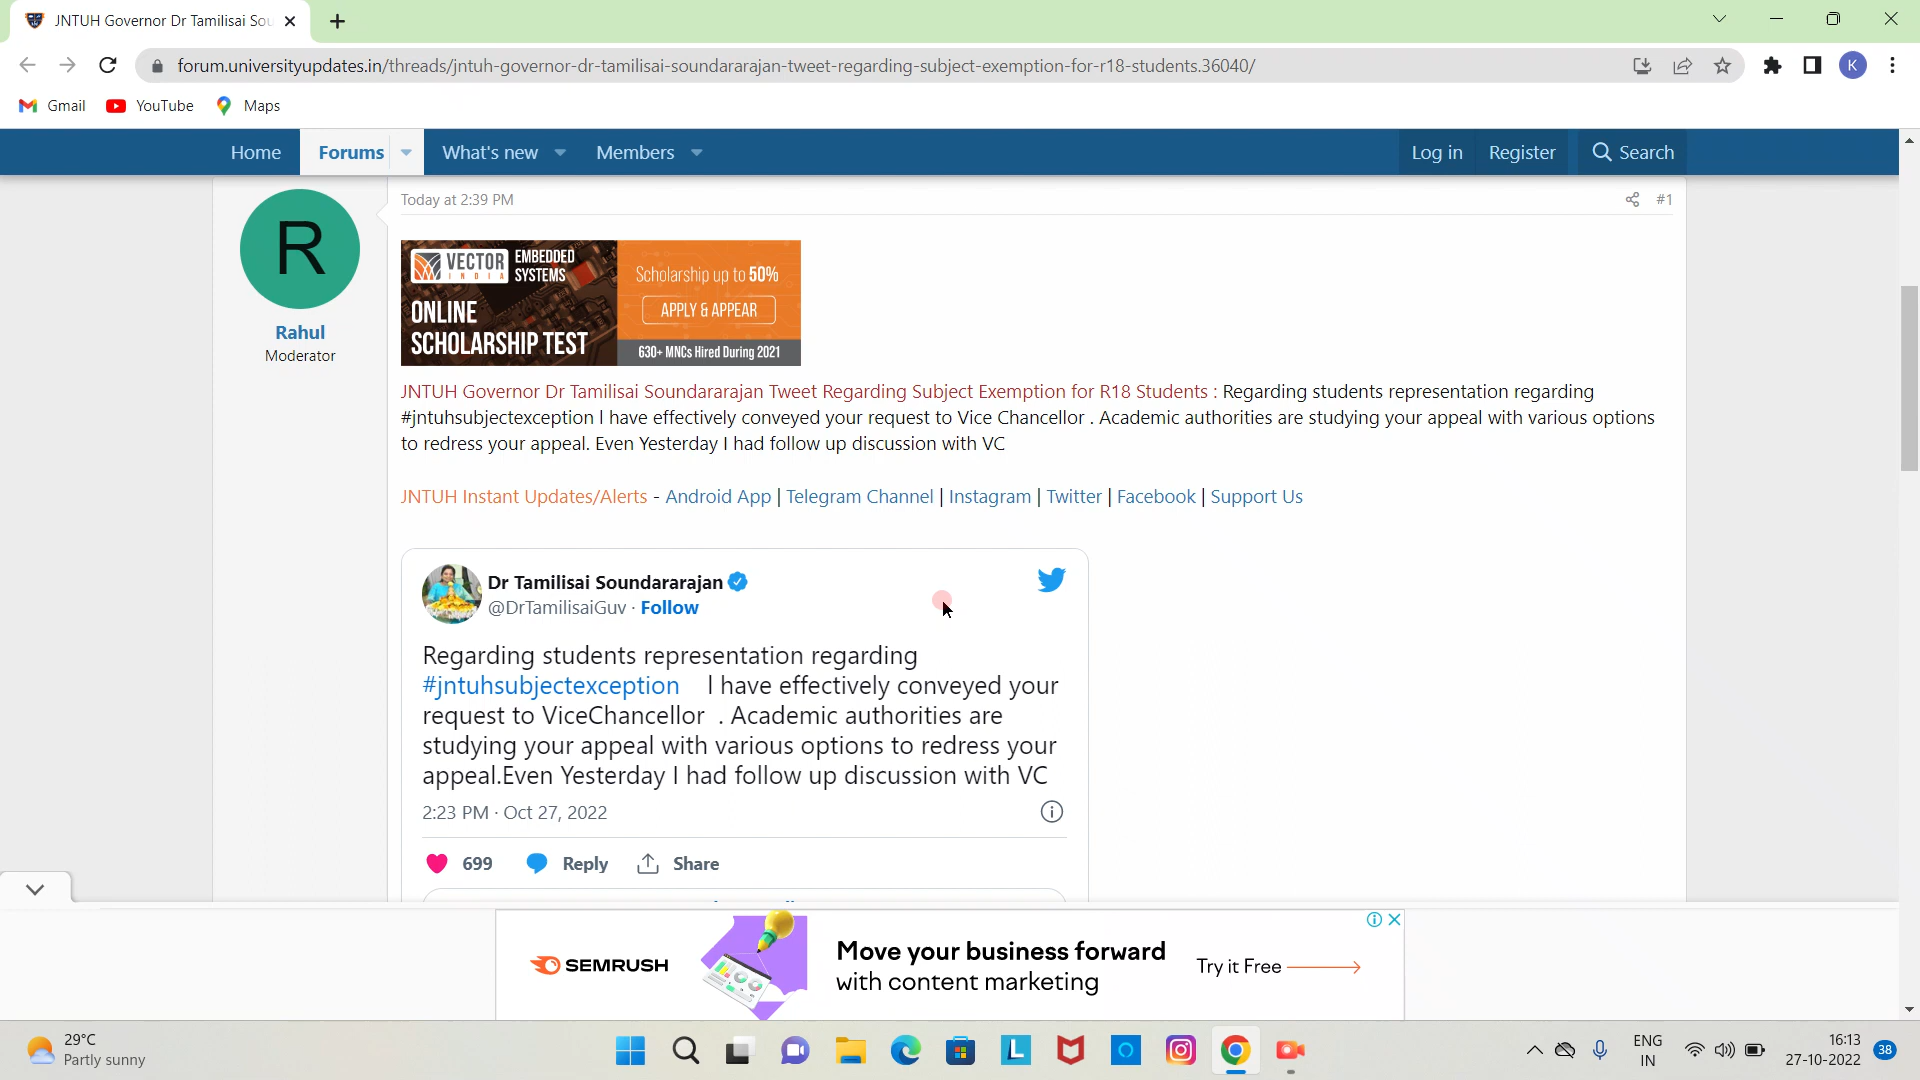 JNTUH Governor Dr Tamilisai Sou
forum.universityupdates.in/threads/jntuh-governor-dr-tamilisai-soundararajan-tweet-regarding-subject-exemption-for-r18-students.36040/
K
Gmail YouTube Maps
Home Forums What's new Members Log in Register Search
Today at 2:39 PM #1
R
Rahul
Moderator
VECTOR INDIA EMBEDDED SYSTEMS
ONLINE
SCHOLARSHIP TEST
Scholarship up to 50%
APPLY & APPEAR
630+ MNCs Hired During 2021
JNTUH Governor Dr Tamilisai Soundararajan Tweet Regarding Subject Exemption for R18 Students : Regarding students representation regarding
#jntuhsubjectexception I have effectively conveyed your request to Vice Chancellor . Academic authorities are studying your appeal with various options
to redress your appeal. Even Yesterday I had follow up discussion with VC
JNTUH Instant Updates/Alerts - Android App | Telegram Channel | Instagram | Twitter | Facebook | Support Us
Dr Tamilisai Soundararajan
@DrTamilisaiGuv · Follow
Regarding students representation regarding
#jntuhsubjectexception I have effectively conveyed your
request to ViceChancellor . Academic authorities are
studying your appeal with various options to redress your
appeal.Even Yesterday I had follow up discussion with VC
2:23 PM · Oct 27, 2022
699 Reply Share
SEMRUSH
Move your business forward
with content marketing
Try it Free
29°C
Partly sunny
ENG
IN
16:13
27-10-2022
38